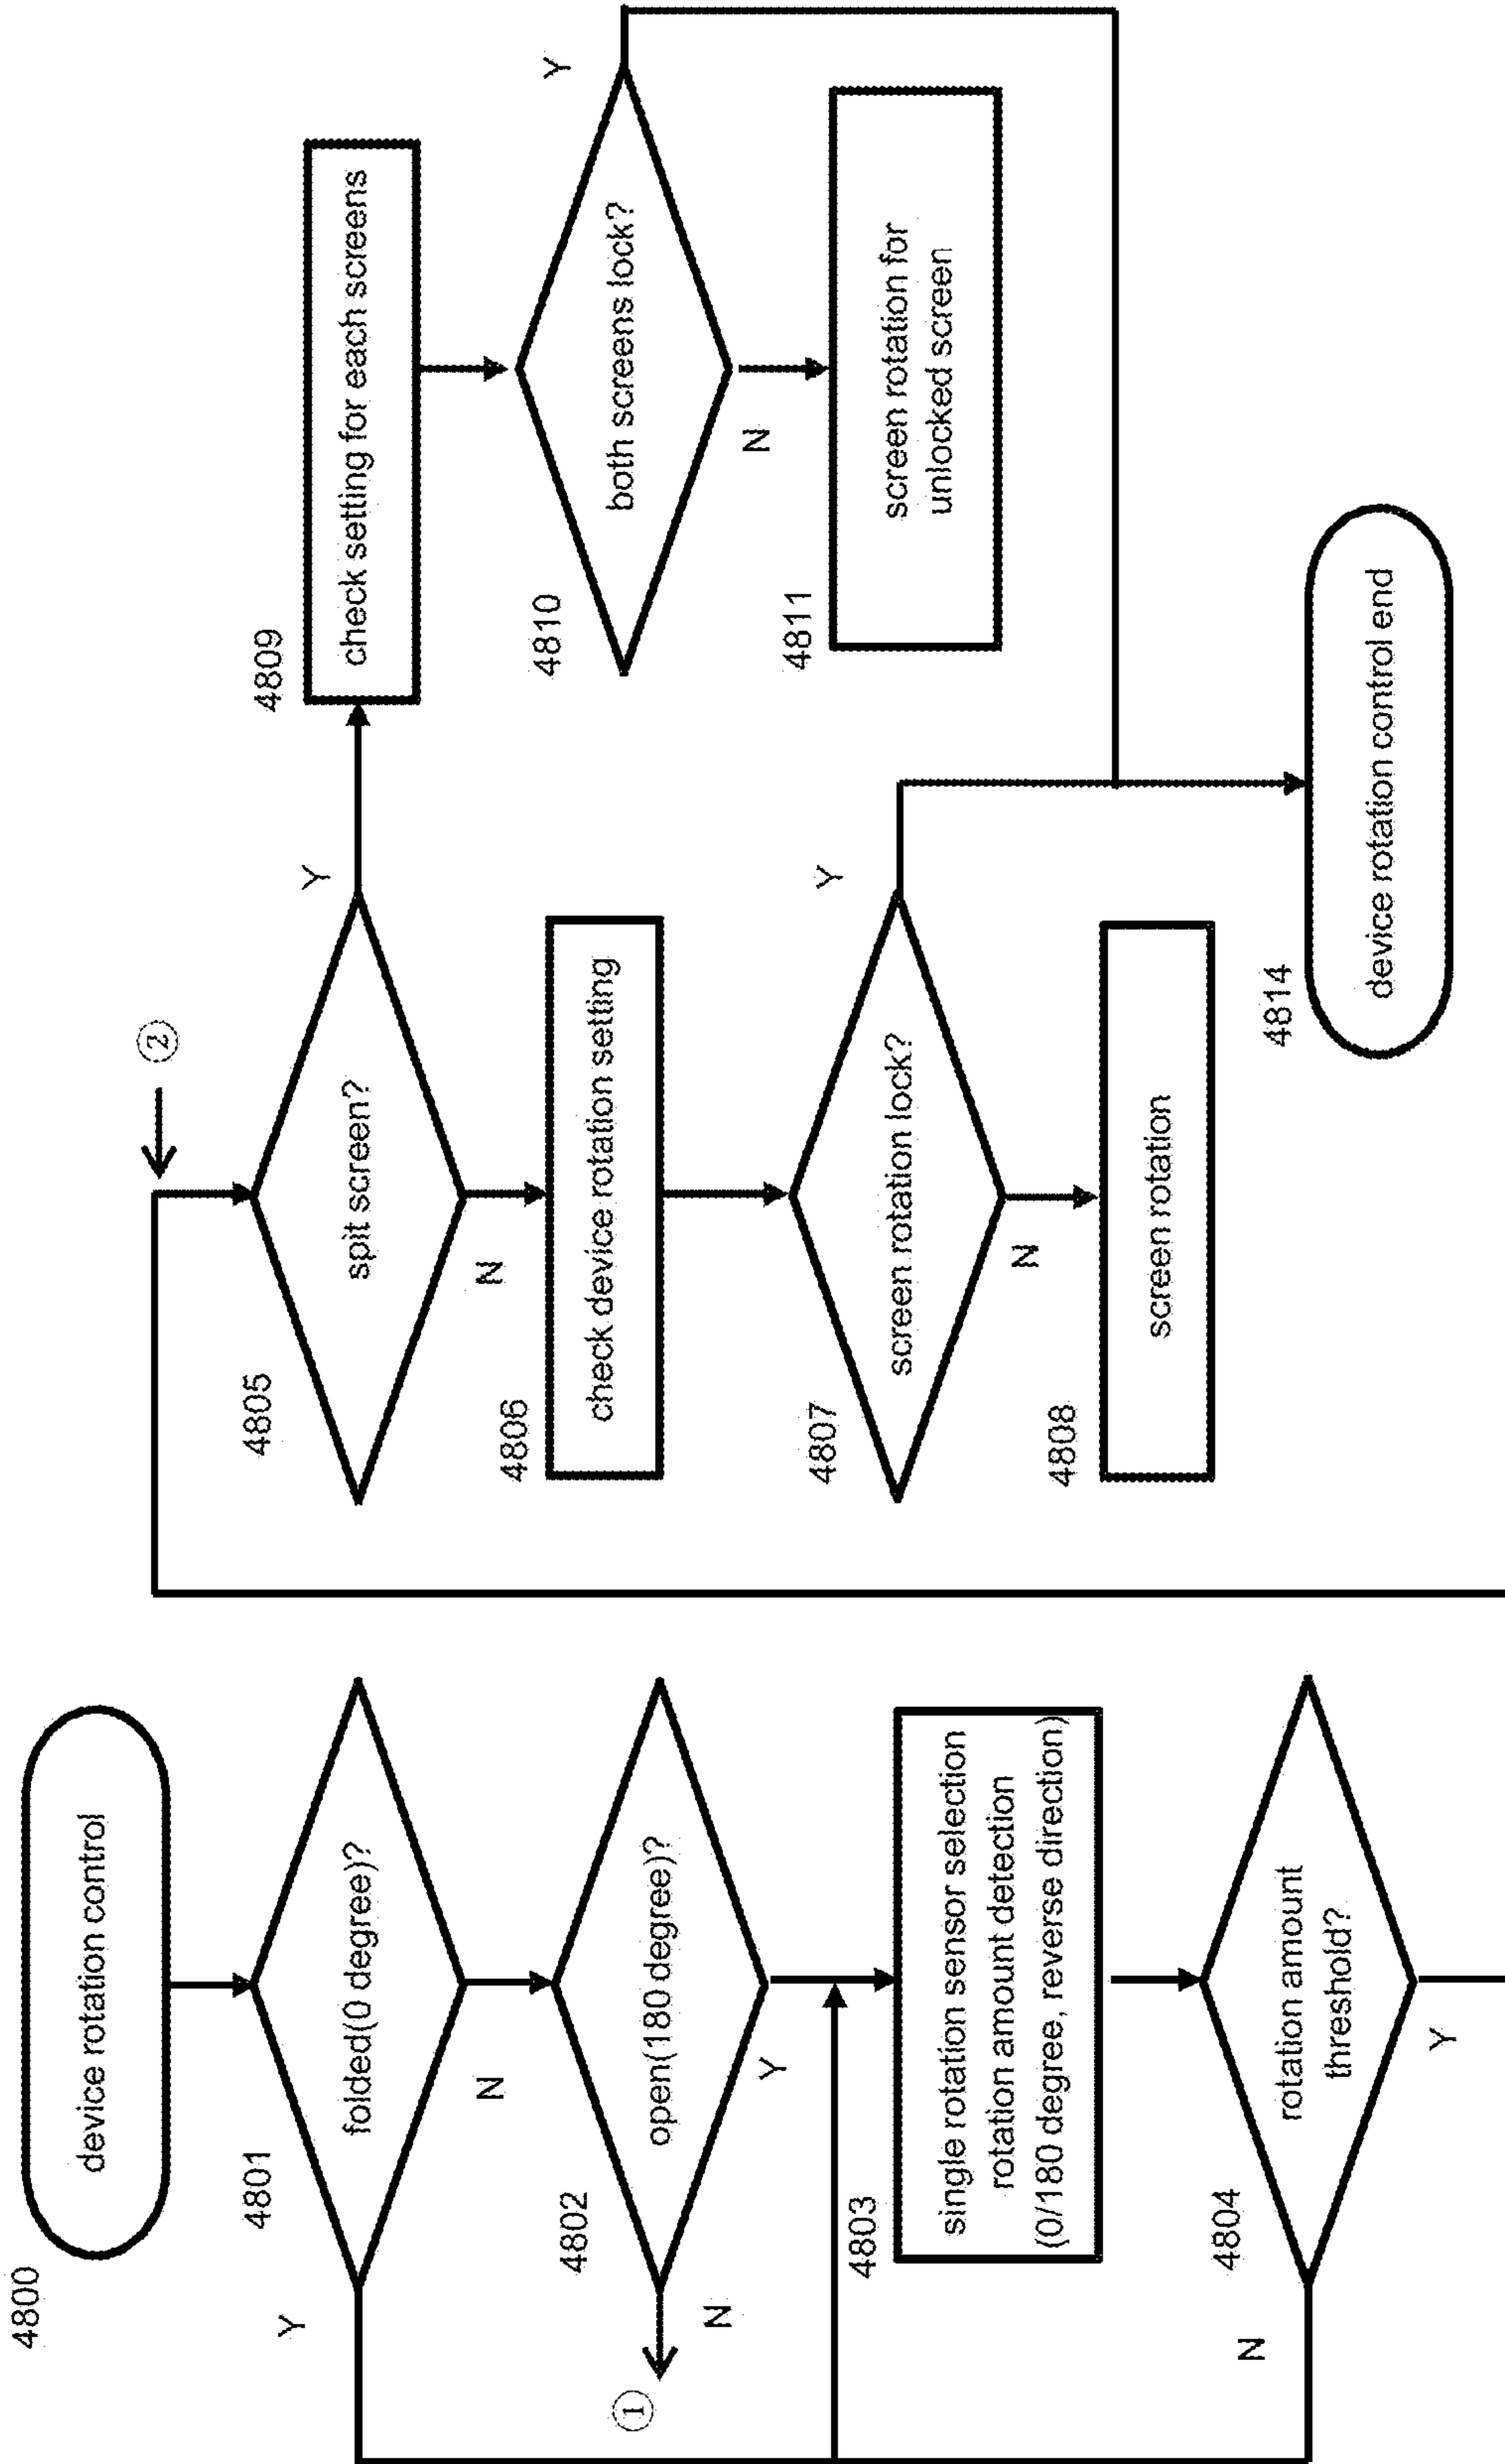 4800
device rotation control
4801
folded(0 degree)?
Y
N
4802
open(180 degree)?
N
①
Y
4803
single rotation sensor selection
rotation amount detection
(0/180 degree, reverse direction)
4804
rotation amount
threshold?
N
Y
②
4805
spit screen?
Y
N
4806
check device rotation setting
4807
screen rotation lock?
Y
N
4808
screen rotation
4809
check setting for each screens
4810
both screens lock?
Y
N
4811
screen rotation for
unlocked screen
4814
device rotation control end